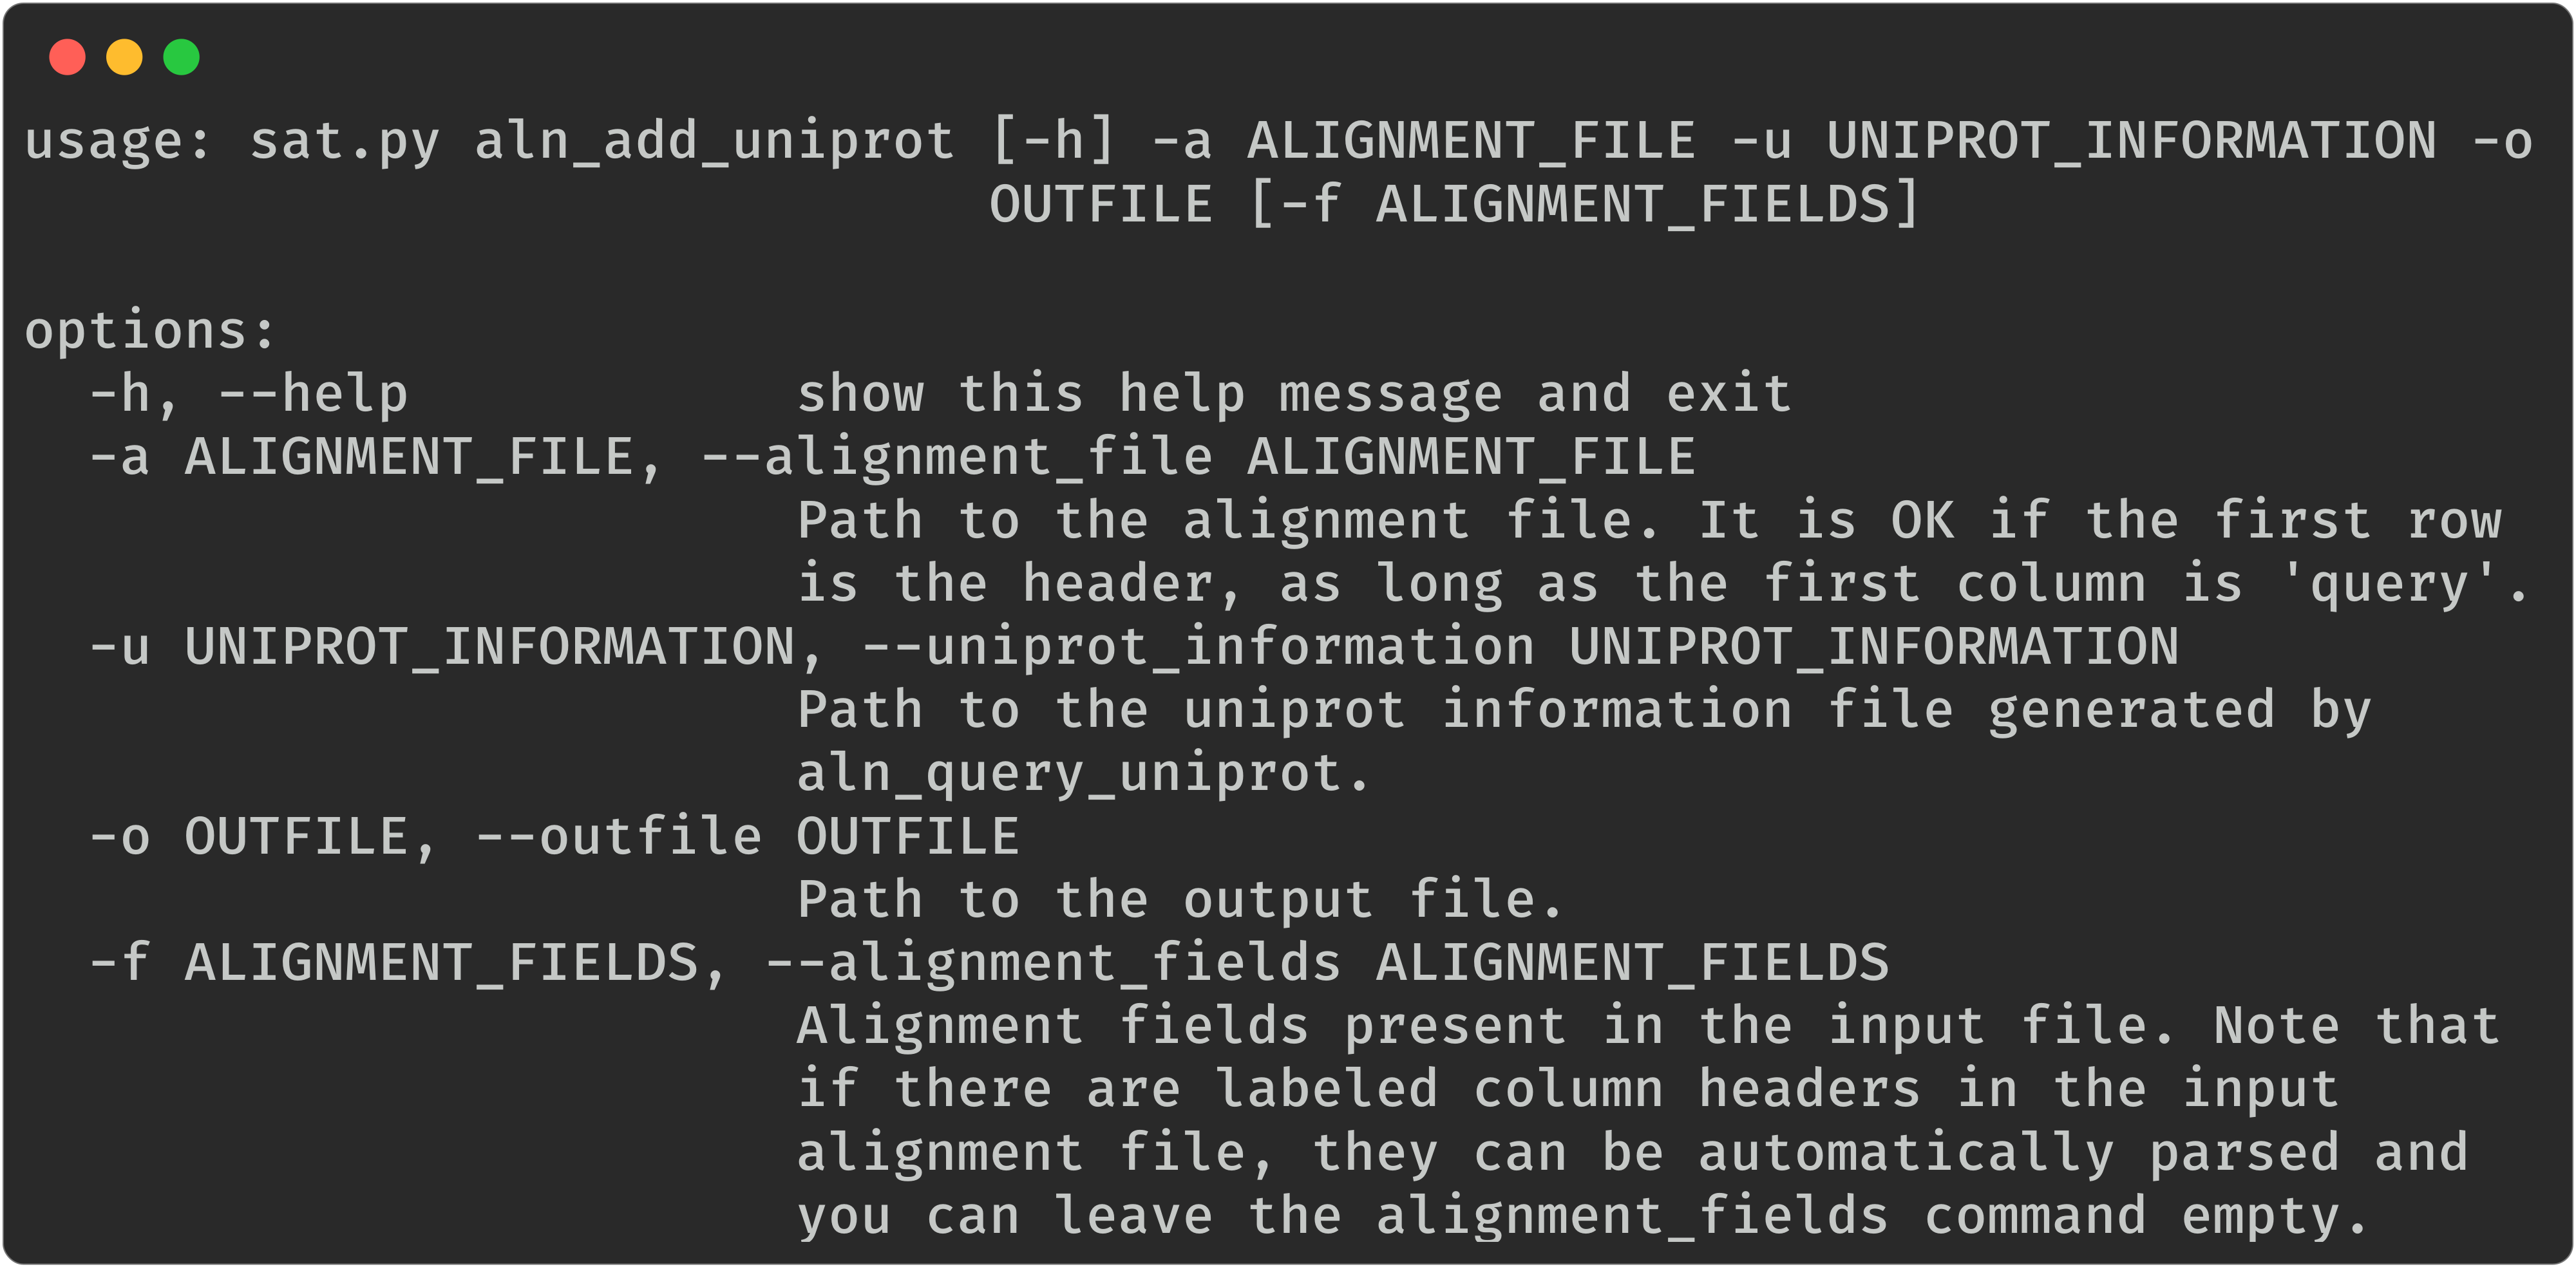 usage: sat.py aln_add_uniprot [-h] -a ALIGNMENT_FILE -u UNIPROT_INFORMATION -o
                              OUTFILE [-f ALIGNMENT_FIELDS]

options:
  -h, --help            show this help message and exit
  -a ALIGNMENT_FILE, --alignment_file ALIGNMENT_FILE
                        Path to the alignment file. It is OK if the first row
                        is the header, as long as the first column is 'query'.
  -u UNIPROT_INFORMATION, --uniprot_information UNIPROT_INFORMATION
                        Path to the uniprot information file generated by
                        aln_query_uniprot.
  -o OUTFILE, --outfile OUTFILE
                        Path to the output file.
  -f ALIGNMENT_FIELDS, --alignment_fields ALIGNMENT_FIELDS
                        Alignment fields present in the input file. Note that
                        if there are labeled column headers in the input
                        alignment file, they can be automatically parsed and
                        you can leave the alignment_fields command empty.